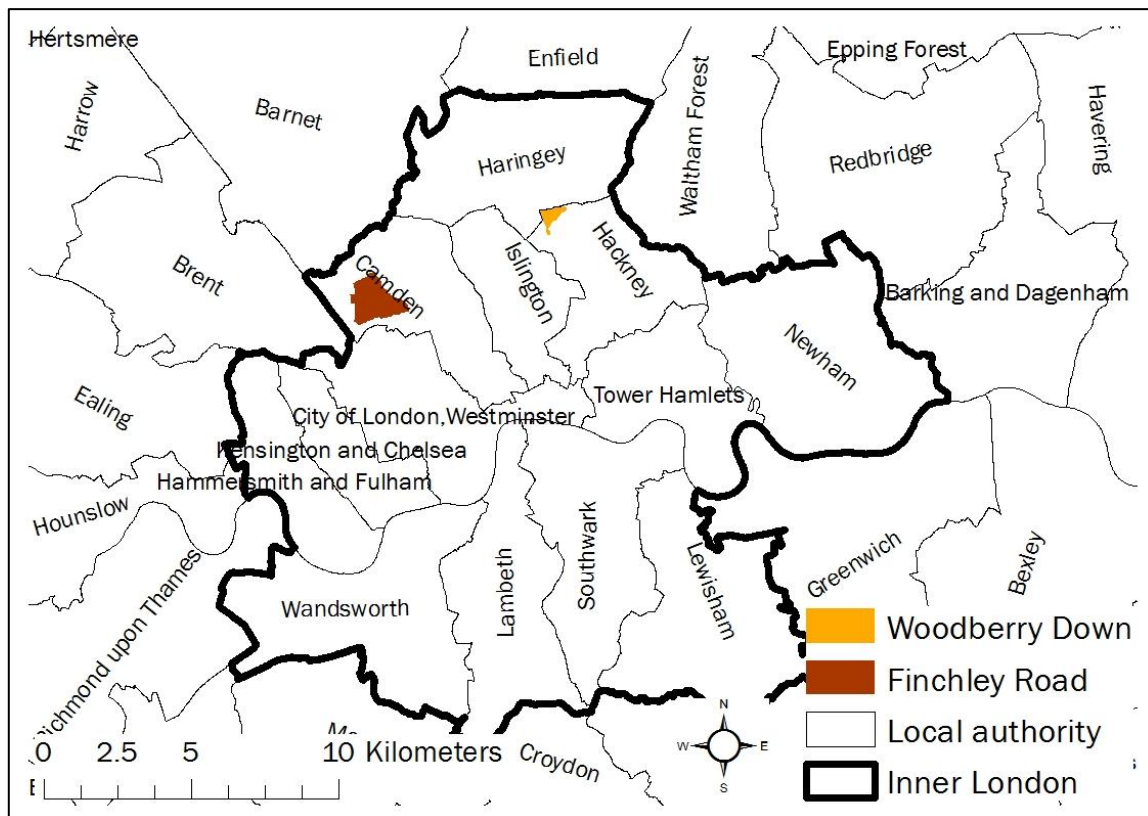 Hertsmere
Epping Forest
Enfield
Harrow
Barnet
Waltham Forest
Havering
Haringey
Redbridge
Brent
Camden
Islington
Hackney
Barking and Dagenham
Newham
Ealing
Tower Hamlets
City of London,Westminster
Kensington and Chelsea
Hammersmith and Fulham
Hounslow
Richmond upon Thames
Wandsworth
Lambeth
Southwark
Lewisham
Greenwich
Bexley
Croydon
Woodberry Down
Finchley Road
Local authority
Inner London
0 2.5 5 10 Kilometers
N
W E
S